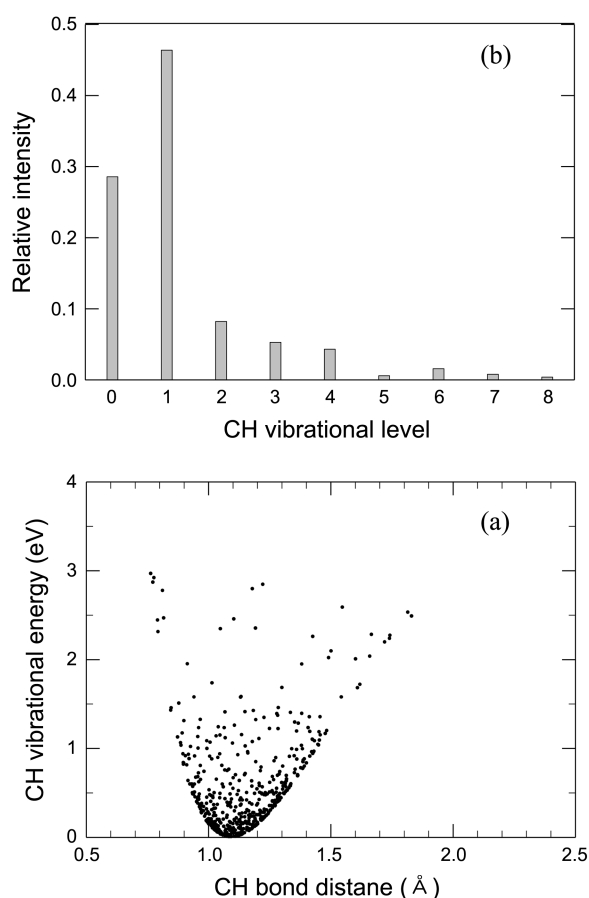 0.5
(b)
0.4
0.3
0.2
0.1
0.0
Relative intensity
0 1 2 3 4 5 6 7 8
CH vibrational level
4
(a)
3
2
1
0
CH vibrational energy (eV)
0.5 1.0 1.5 2.0 2.5
CH bond distane (Å)